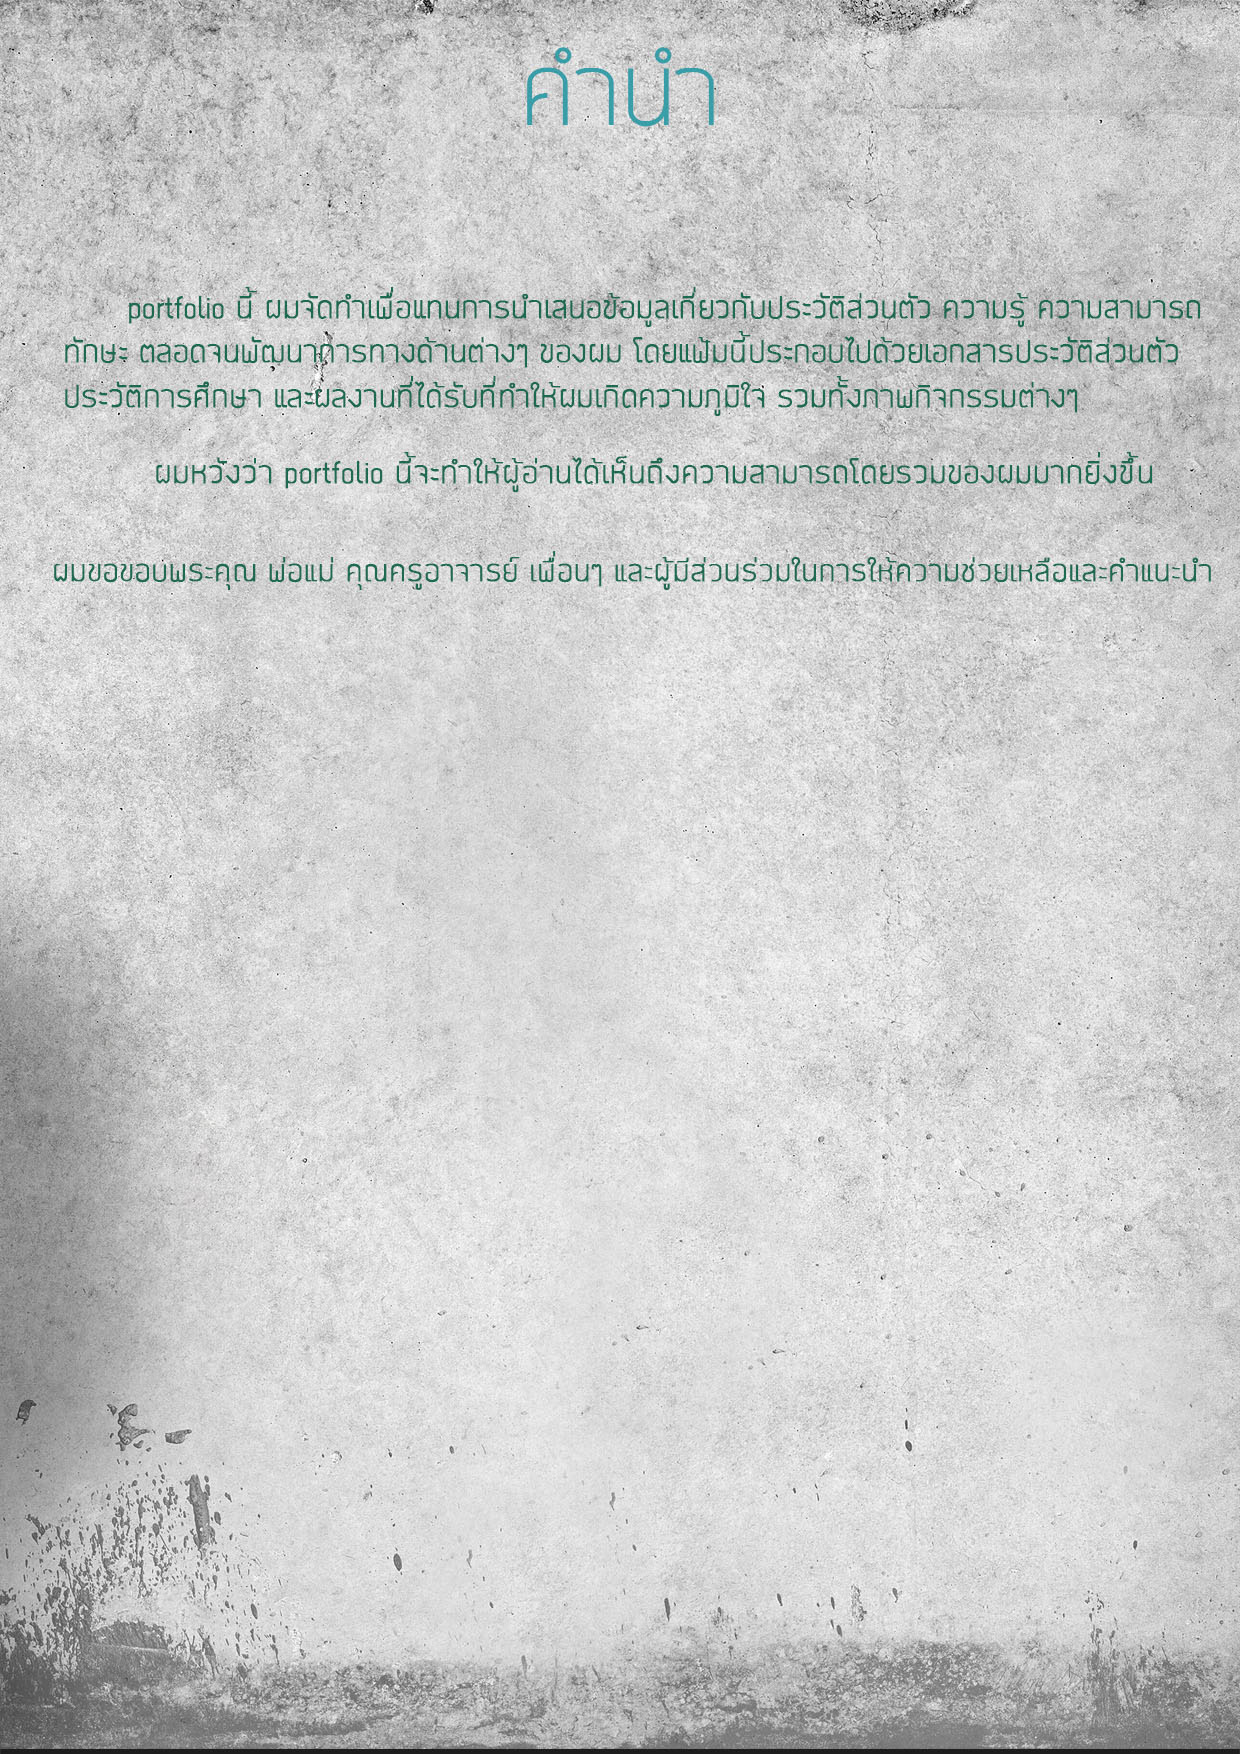 คำนำ
portfolio นี้ ผมจัดทำเพื่อแทนการนำเสนอข้อมูลเกี่ยวกับประวัติส่วนตัว ความรู้ ความสามารถ
ทักษะ ตลอดจนพัฒนาการทางด้านต่างๆ ของผม โดยแฟ้มนี้ประกอบไปด้วยเอกสารประวัติส่วนตัว
ประวัติการศึกษา และผลงานที่ได้รับที่ทำให้ผมเกิดความภูมิใจ รวมทั้งภาพกิจกรรมต่างๆ
ผมหวังว่า portfolio นี้จะทำให้ผู้อ่านได้เห็นถึงความสามารถโดยรวมของผมมากยิ่งขึ้น
ผมขอขอบพระคุณ พ่อแม่ คุณครูอาจารย์ เพื่อนๆ และผู้มีส่วนร่วมในการให้ความช่วยเหลือและคำแนะนำ